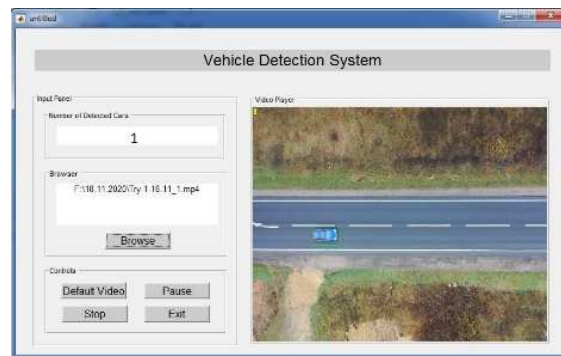 untitled
Vehicle Detection System
Input Panel
Number of Detected Cars
1
Browser
F:\18.11.2020\Try 1-18.11_1.mp4
Browse
Controls
Default Video
Pause
Stop
Exit
Video Player